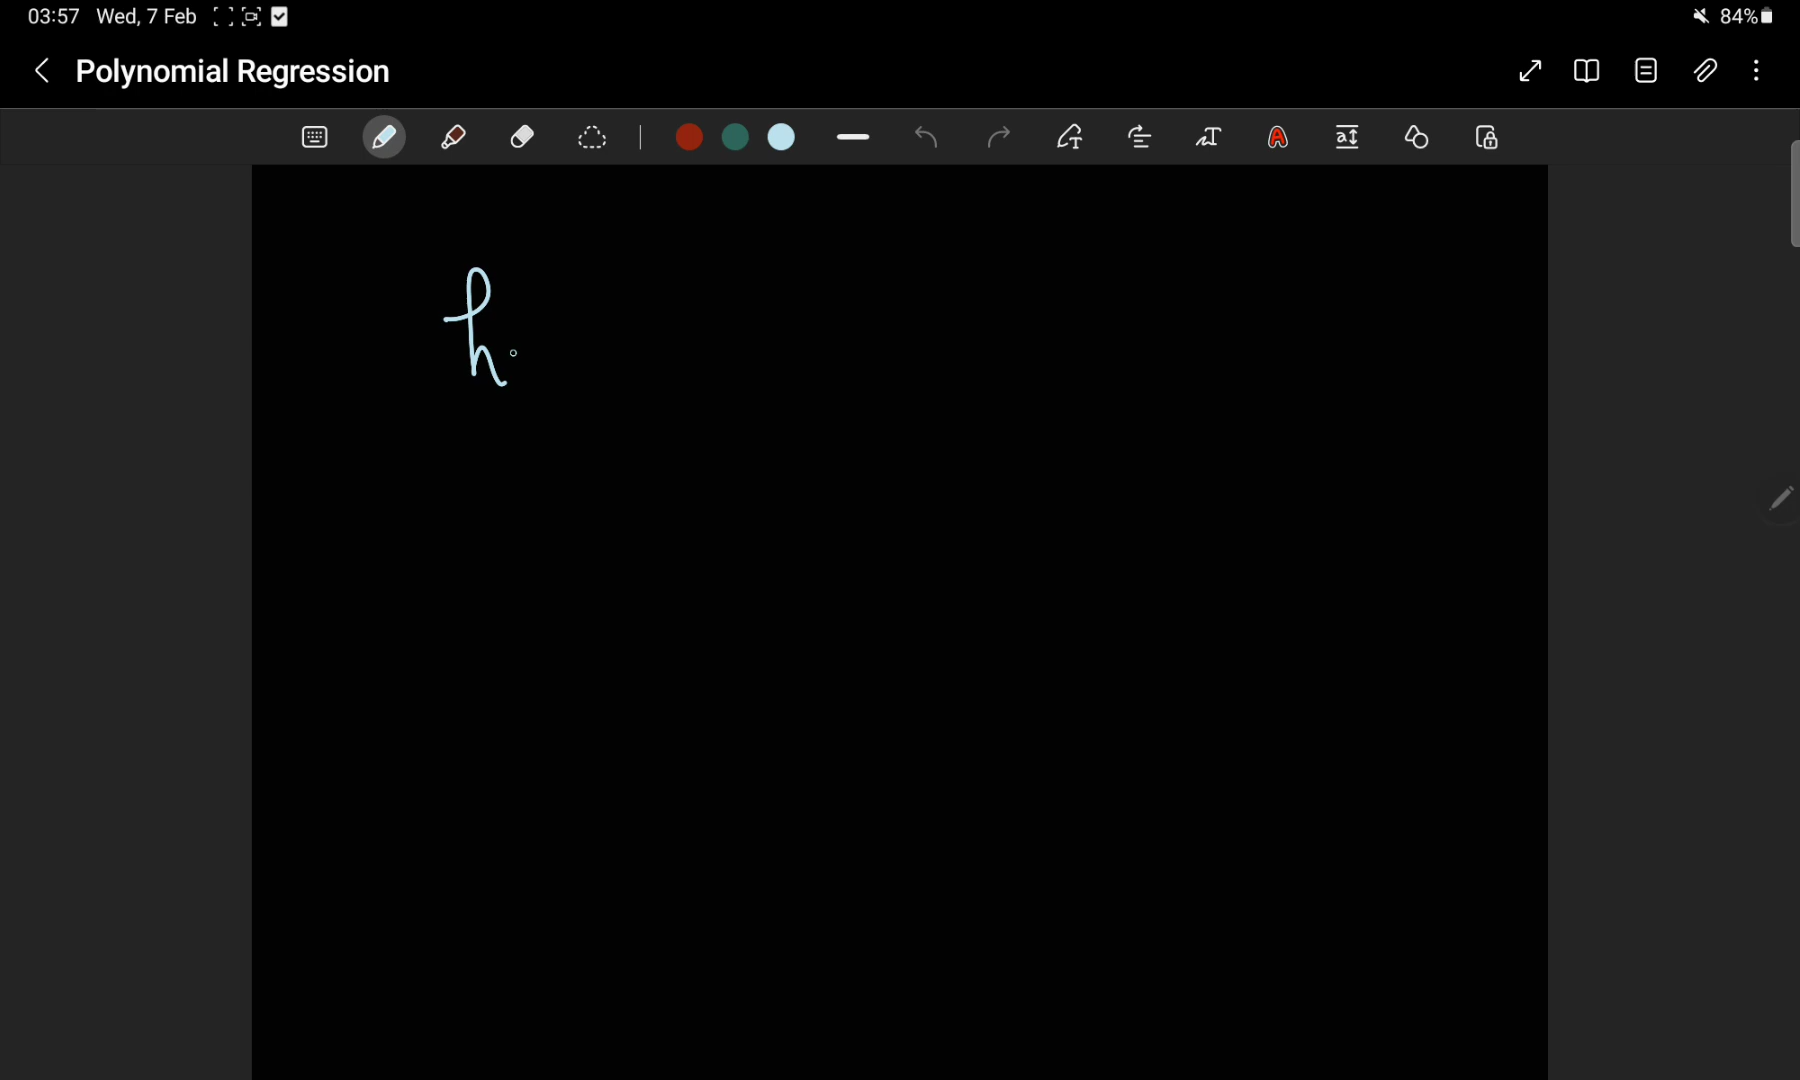 03:57 Wed, 7 Feb 84%
Polynomial Regression
T T A a
h